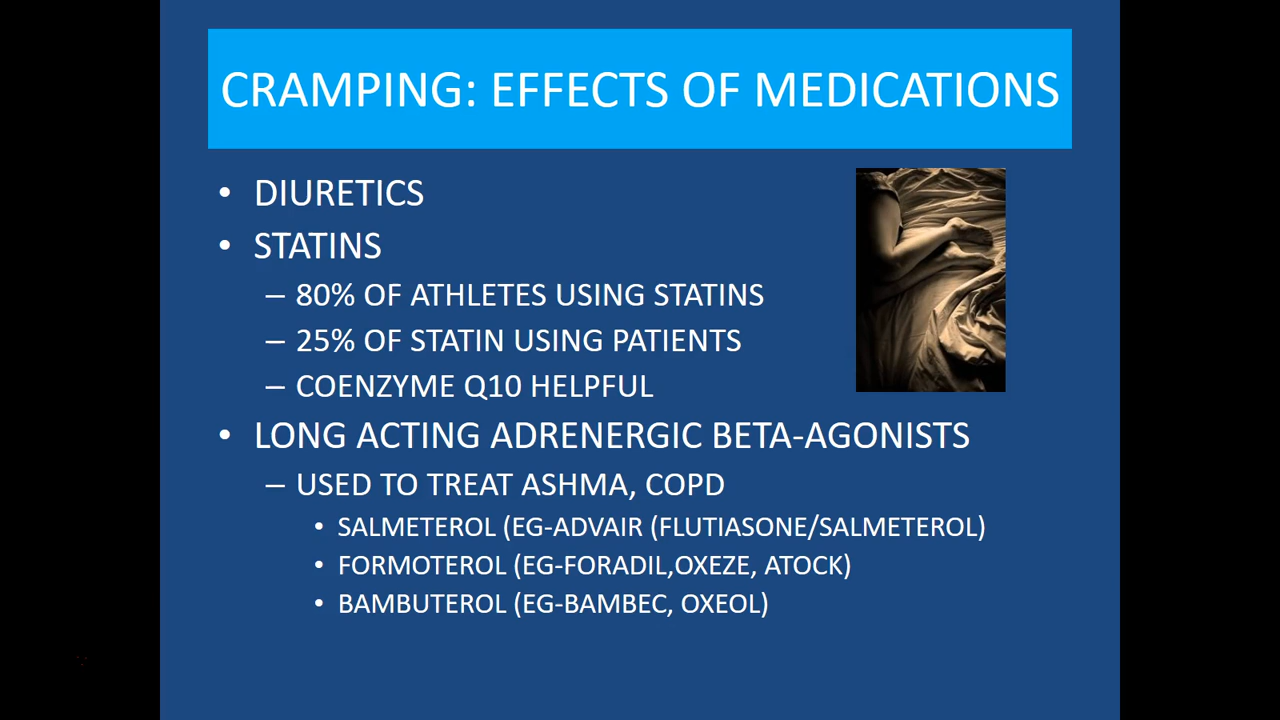 CRAMPING: EFFECTS OF MEDICATIONS
• DIURETICS
• STATINS
– 80% OF ATHLETES USING STATINS
– 25% OF STATIN USING PATIENTS
– COENZYME Q10 HELPFUL
• LONG ACTING ADRENERGIC BETA-AGONISTS
– USED TO TREAT ASHMA, COPD
• SALMETEROL (EG-ADVAIR (FLUTIASONE/SALMETEROL)
• FORMOTEROL (EG-FORADIL,OXEZE, ATOCK)
• BAMBUTEROL (EG-BAMBEC, OXEOL)